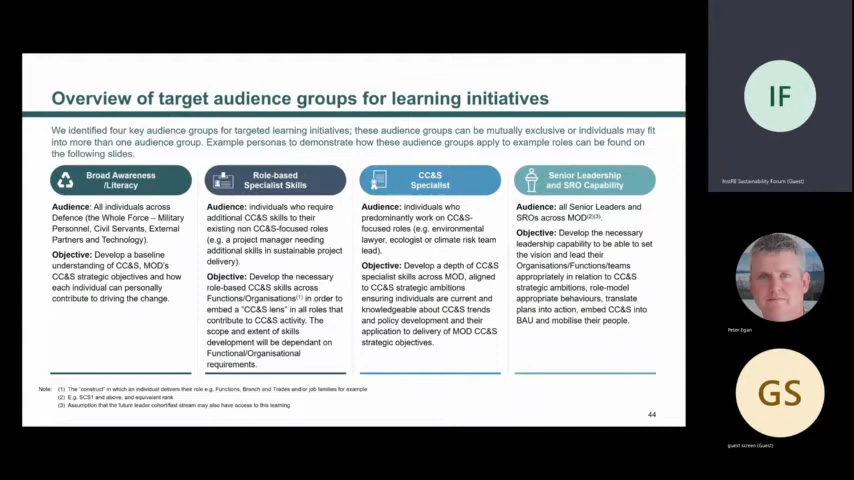 Overview of target audience groups for learning initiatives
We identified four key audience groups for targeted learning initiatives; these audience groups can be mutually exclusive or individuals may fit
into more than one audience group. Example personas to demonstrate how these audience groups apply to example roles can be found on
the following slides.
Broad Awareness
/Literacy
Audience: All individuals across
Defence (the Whole Force – Military
Personnel, Civil Servants, External
Partners and Technology).
Objective: Develop a baseline
understanding of CC&S, MOD's
CC&S strategic objectives and how
each individual can personally
contribute to driving the change.
Role-based
Specialist Skills
Audience: individuals who require
additional CC&S skills to their
existing non CC&S-focused roles
(e.g. a project manager needing
additional skills in sustainable project
delivery).
Objective: Develop the necessary
role-based CC&S skills across
Functions/Organisations(1) in order to
embed a "CC&S lens" in all roles that
contribute to CC&S activity. The
scope and extent of skills
development will be dependant on
Functional/Organisational
requirements.
CC&S
Specialist
Audience: individuals who
predominantly work on CC&S-
focused roles (e.g. environmental
lawyer, ecologist or climate risk team
lead).
Objective: Develop a depth of CC&S
specialist skills across MOD, aligned
to CC&S strategic ambitions
ensuring individuals are current and
knowledgeable about CC&S trends
and policy development and their
application to delivery of MOD CC&S
strategic objectives.
Senior Leadership
and SRO Capability
Audience: all Senior Leaders and
SROs across MOD(2)(3).
Objective: Develop the necessary
leadership capability to be able to set
the vision and lead their
Organisations/Functions/teams
appropriately in relation to CC&S
strategic ambitions, role-model
appropriate behaviours, translate
plans into action, embed CC&S into
BAU and mobilise their people.
Note: (1) The "construct" in which an individual delivers their role e.g. Functions, Branch and Trades and/or job families for example
(2) E.g. SCS1 and above, and equivalent rank
(3) Assumption that the future leader cohort/fast stream may also have access to this learning
44
IF
InstRE Sustainability Forum (Guest)
Peter Egan
GS
guest screen (Guest)